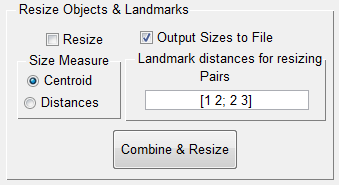 Resize Objects & Landmarks
Resize
Output Sizes to File
Size Measure
Centroid
Distances
Landmark distances for resizing
Pairs
[1 2; 2 3]
Combine & Resize